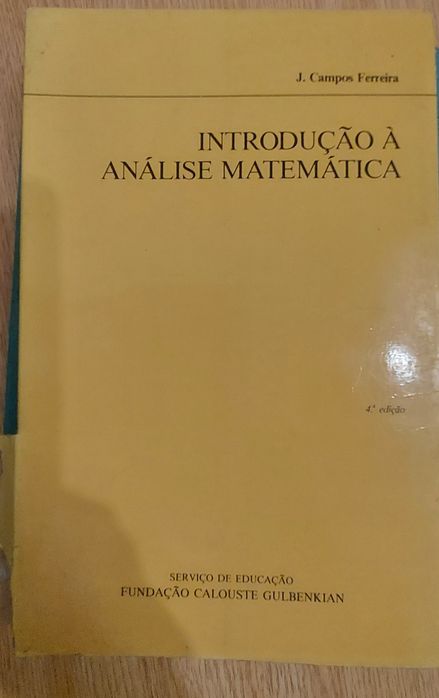 J. Campos Ferreira
INTRODUÇÃO À
ANÁLISE MATEMÁTICA
4.ª edição
SERVIÇO DE EDUCAÇÃO
FUNDAÇÃO CALOUSTE GULBENKIAN